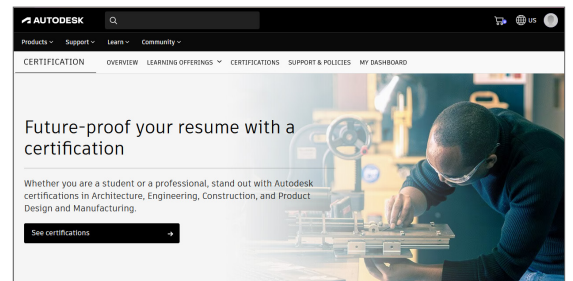 AUTODESK
US
Products Support Learn Community
CERTIFICATION OVERVIEW LEARNING OFFERINGS CERTIFICATIONS SUPPORT & POLICIES MY DASHBOARD
Future-proof your resume with a
certification
Whether you are a student or a professional, stand out with Autodesk
certifications in Architecture, Engineering, Construction, and Product
Design and Manufacturing.
See certifications